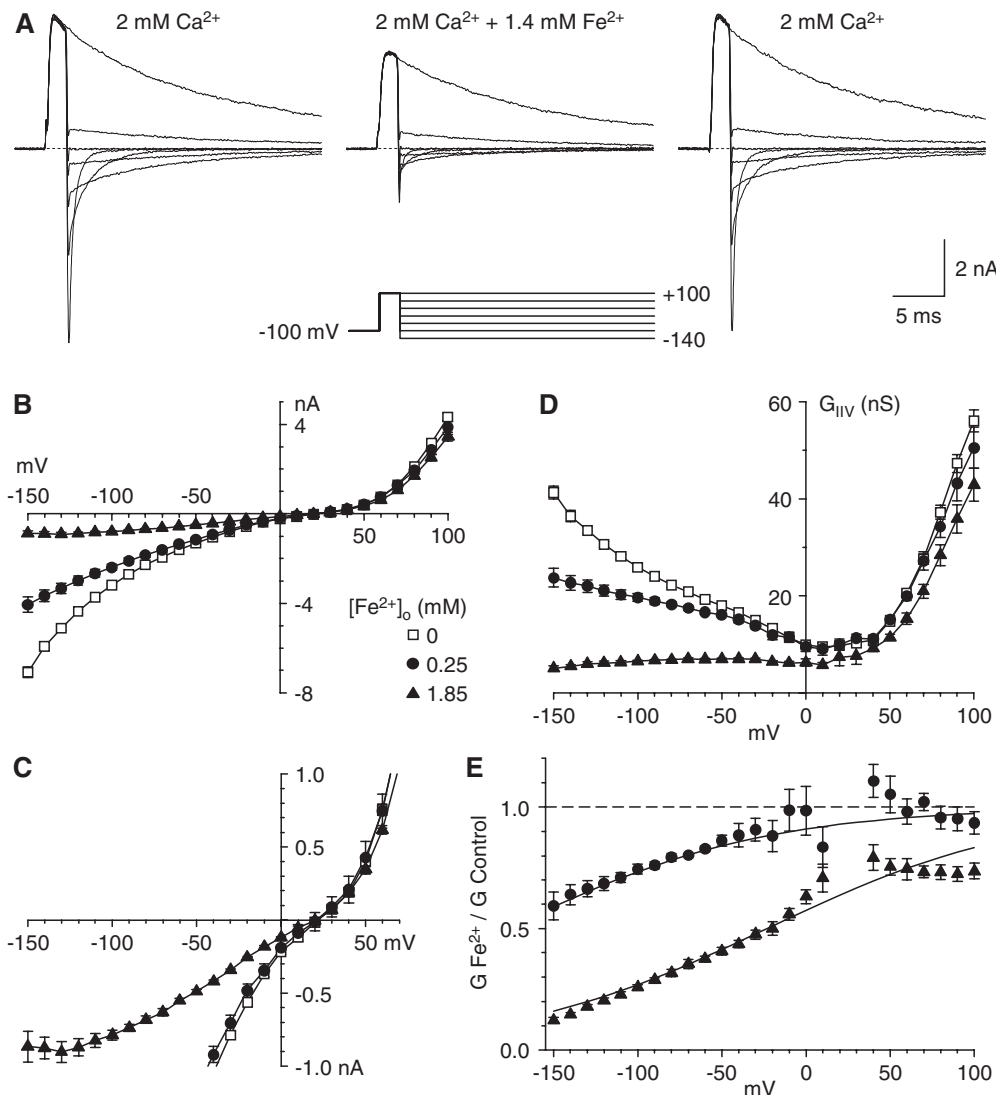 A
2 mM Ca²⁺
2 mM Ca²⁺ + 1.4 mM Fe²⁺
2 mM Ca²⁺
-100 mV
+100
-140
2 nA
5 ms
B
nA
4
mV
-150
-50
50
100
-4
-8
[Fe²⁺]ₒ (mM)
0
0.25
1.85
C
1.0
0.5
-150
-100
-50
50 mV
-0.5
-1.0 nA
D
G_IIV (nS)
60
40
20
-150
-100
-50
0
50
100
mV
E
G Fe²⁺ / G Control
1.0
0.5
0.0
-150
-100
-50
0
50
100
mV